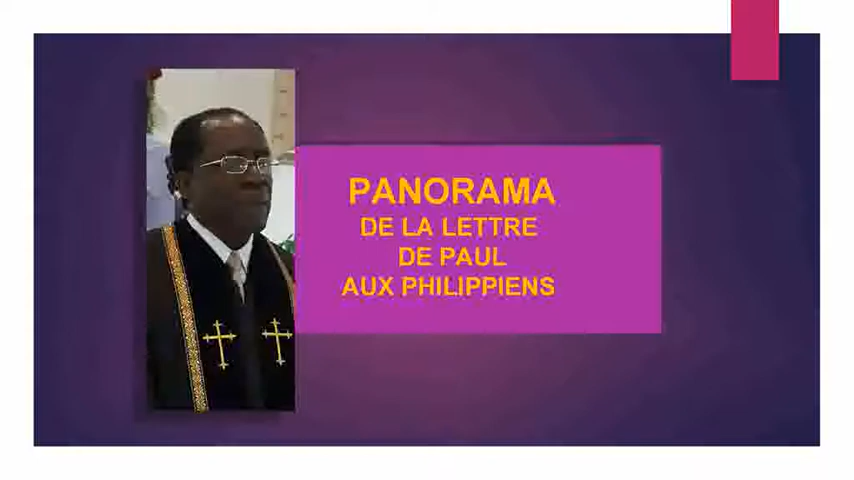 PANORAMA
DE LA LETTRE
DE PAUL
AUX PHILIPPIENS